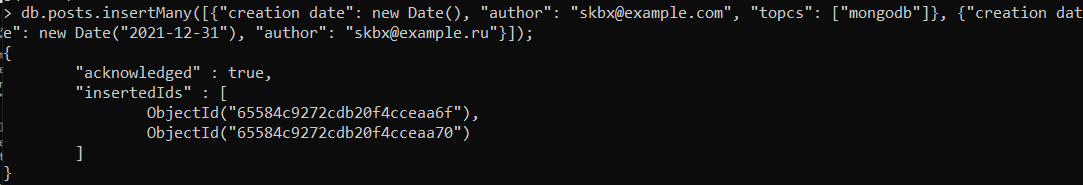 > db.posts.insertMany([{"creation date": new Date(), "author": "skbx@example.com", "topcs": ["mongodb"]}, {"creation dat
e": new Date("2021-12-31"), "author": "skbx@example.ru"}]);
{
        "acknowledged" : true,
        "insertedIds" : [
                ObjectId("65584c9272cdb20f4cceaa6f"),
                ObjectId("65584c9272cdb20f4cceaa70")
        ]
}